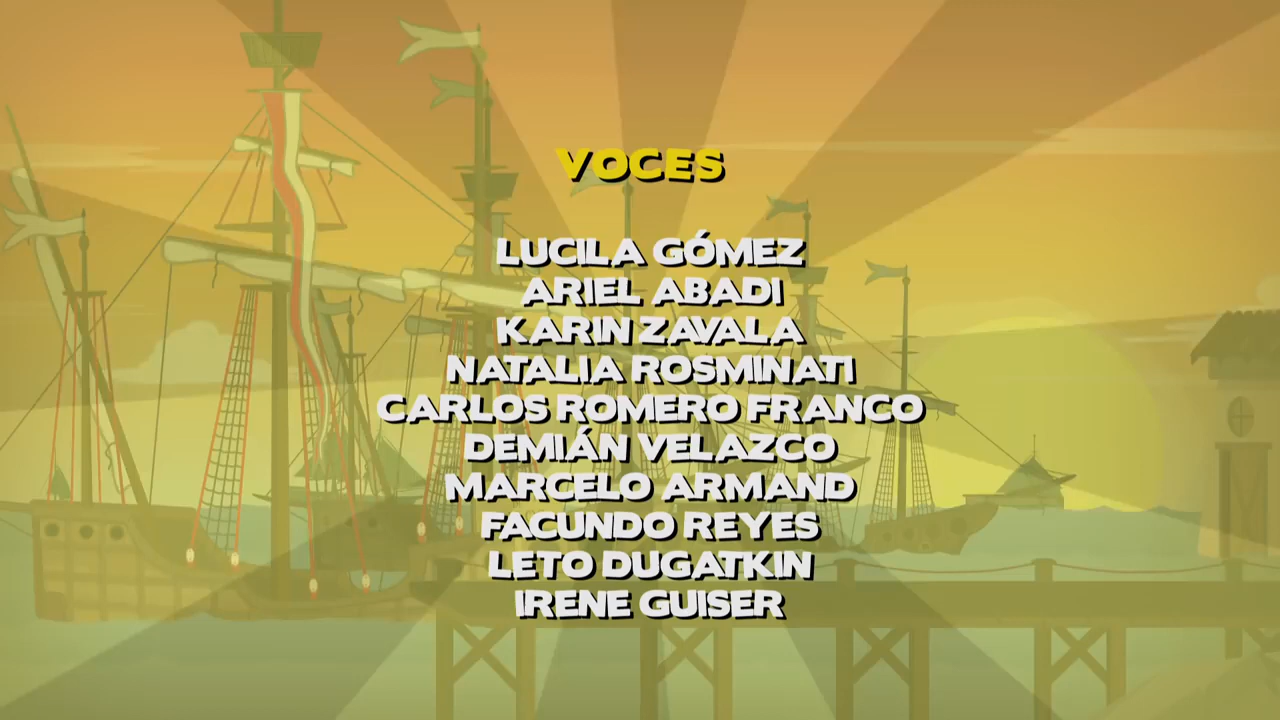 VOCES
LUCILA GÓMEZ
ARIEL ABADI
KARIN ZAVALA
NATALIA ROSMINATI
CARLOS ROMERO FRANCO
DEMIÁN VELAZCO
MARCELO ARMAND
FACUNDO REYES
LETO DUGATKIN
IRENE GUISER